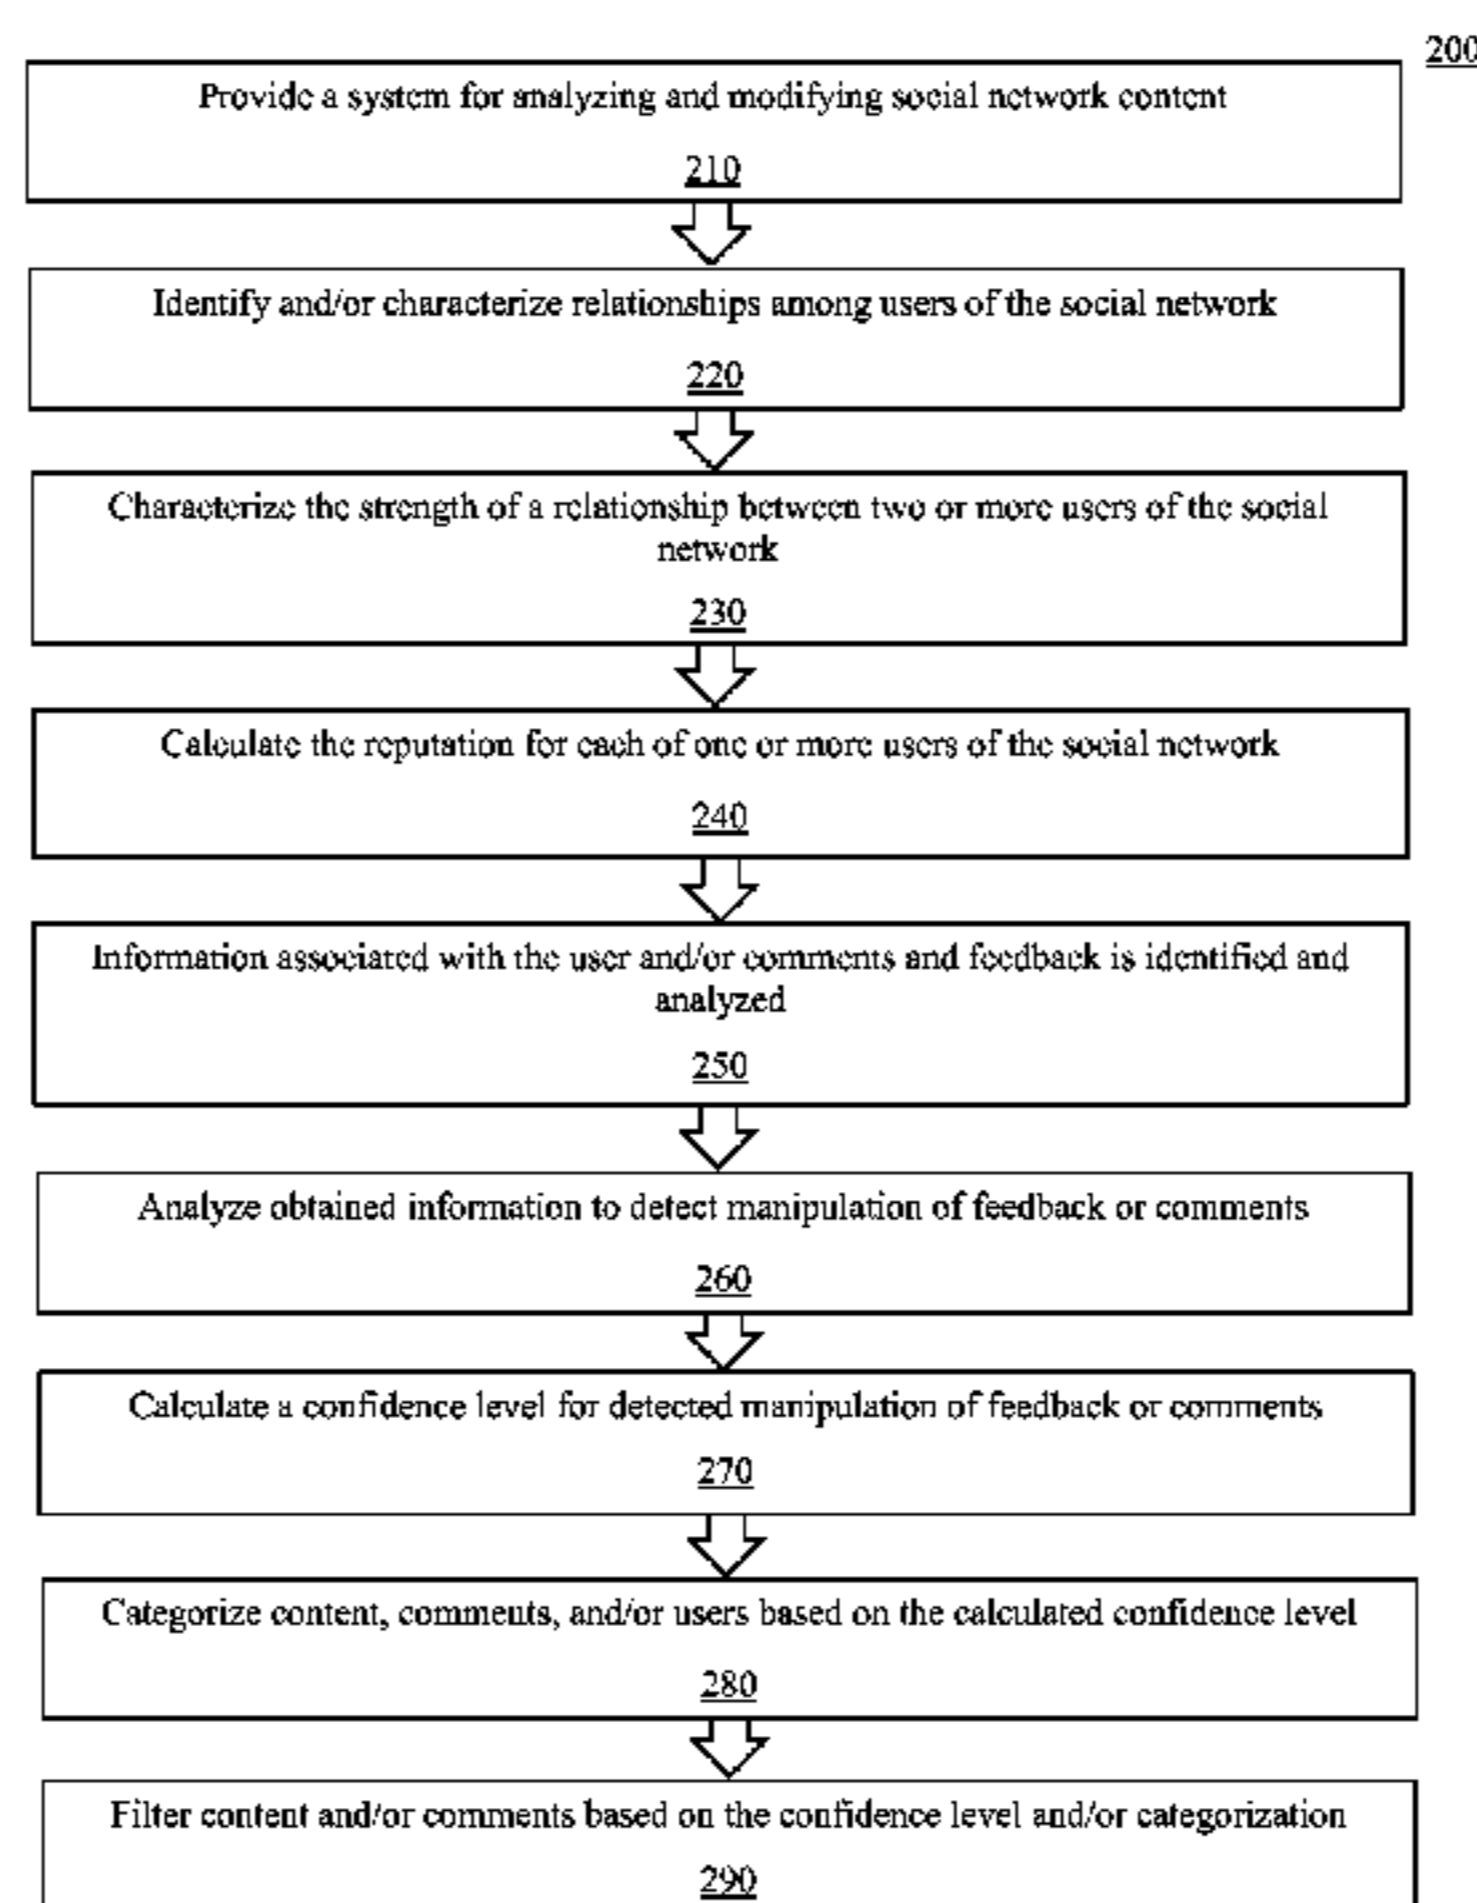 200
Provide a system for analyzing and modifying social network content
210
Identify and/or characterize relationships among users of the social network
220
Characterize the strength of a relationship between two or more users of the social
network
230
Calculate the reputation for each of one or more users of the social network
240
Information associated with the user and/or comments and feedback is identified and
analyzed
250
Analyze obtained information to detect manipulation of feedback or comments
260
Calculate a confidence level for detected manipulation of feedback or comments
270
Categorize content, comments, and/or users based on the calculated confidence level
280
Filter content and/or comments based on the confidence level and/or categorization
290